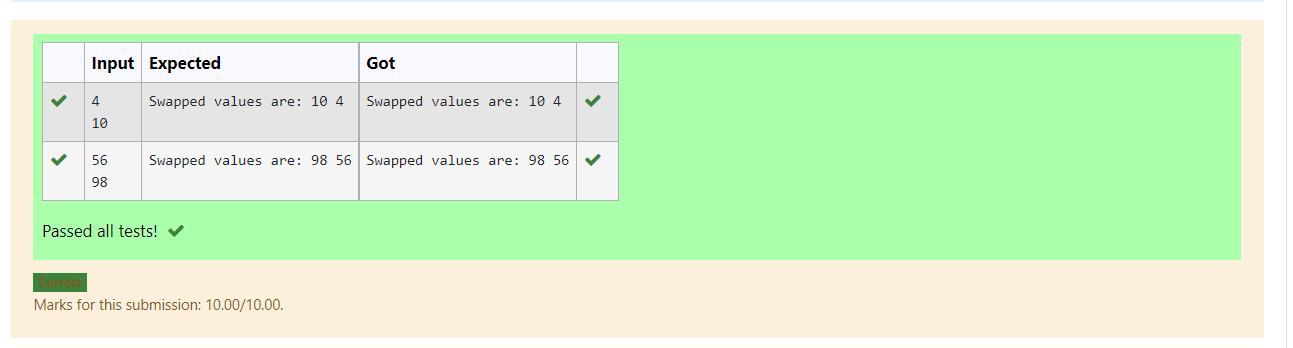 Input Expected Got
4 Swapped values are: 10 4 Swapped values are: 10 4
10
56 Swapped values are: 98 56 Swapped values are: 98 56
98
Passed all tests!
Correct
Marks for this submission: 10.00/10.00.